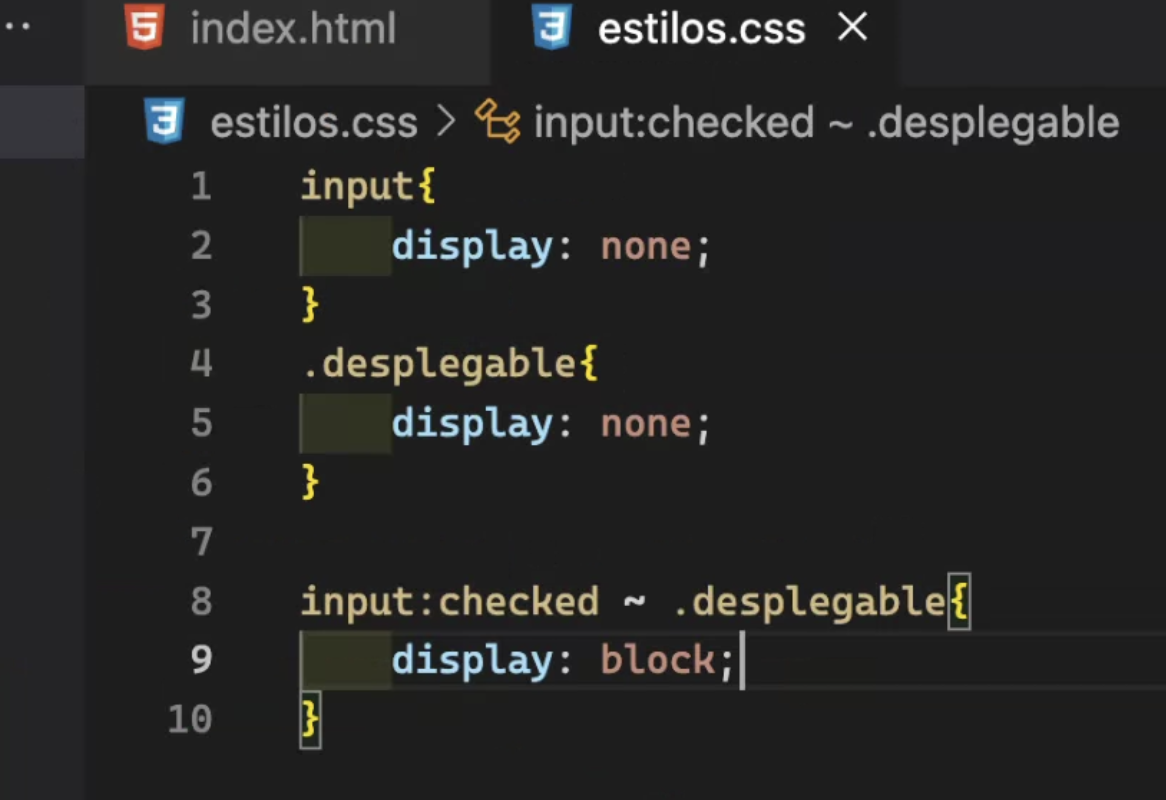 index.html estilos.css
estilos.css > input:checked ~ .desplegable
1 input{
2 display: none;
3 }
4 .desplegable{
5 display: none;
6 }
7
8 input:checked ~ .desplegable{
9 display: block;
10 }